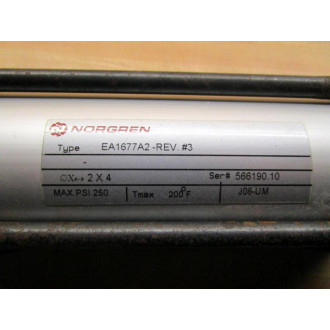 NORGREN
Type EA1677A2-REV. #3
2 X 4 Ser# 566190.10
MAX PSI 250 Tmax 200°F J06-UM